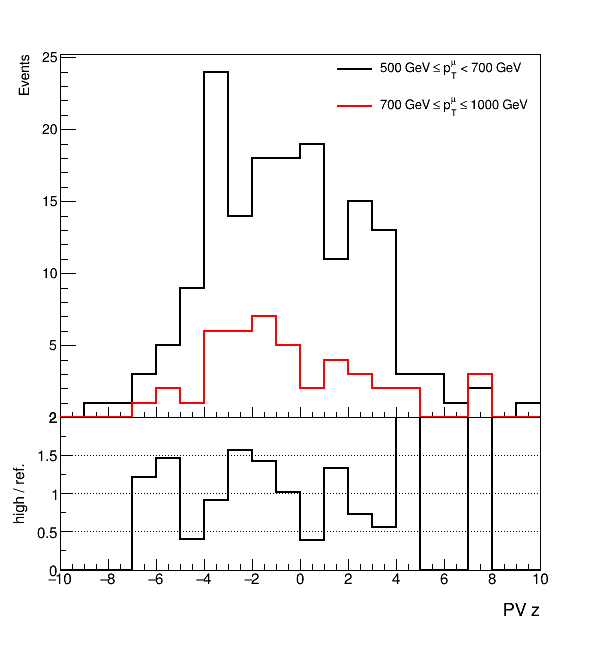 Events
25
20
15
10
5
2
500 GeV ≤ p_T^μ < 700 GeV
700 GeV ≤ p_T^μ ≤ 1000 GeV
high / ref.
2
1.5
1
0.5
0
−10 −8 −6 −4 −2 0 2 4 6 8 10
PV z